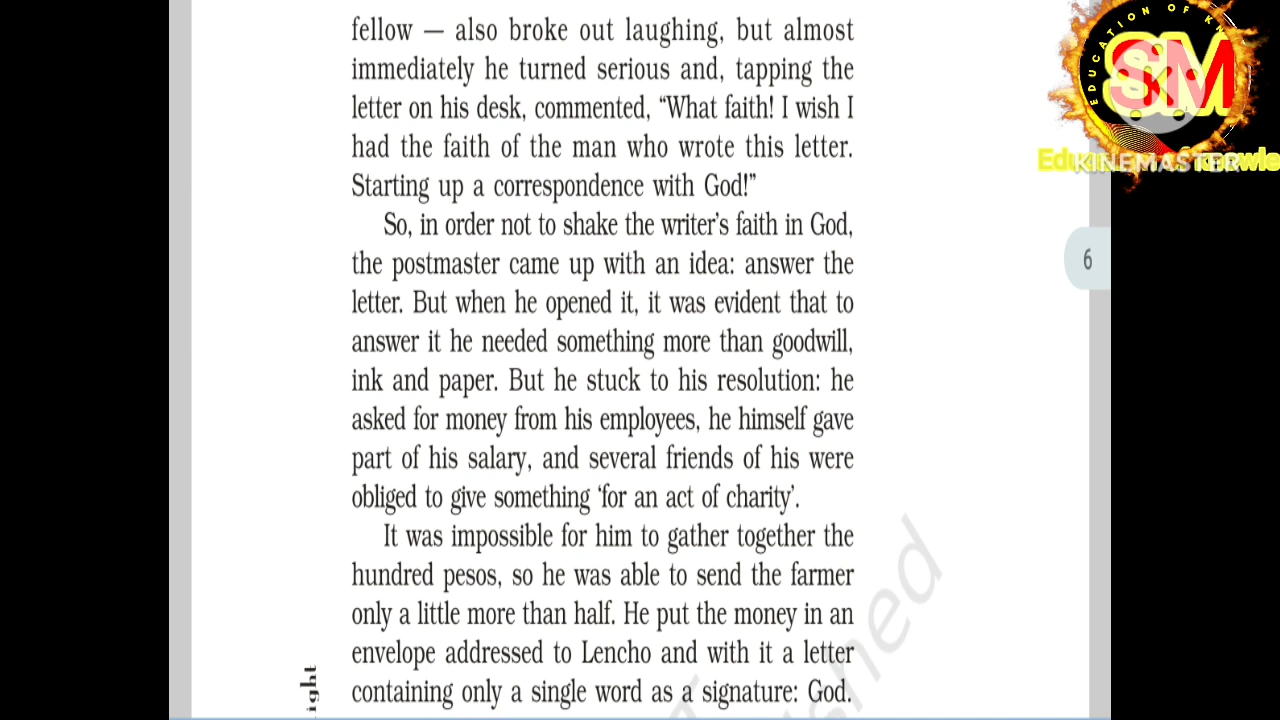 fellow — also broke out laughing, but almost
immediately he turned serious and, tapping the
letter on his desk, commented, “What faith! I wish I
had the faith of the man who wrote this letter.
Starting up a correspondence with God!”
So, in order not to shake the writer’s faith in God,
the postmaster came up with an idea: answer the
letter. But when he opened it, it was evident that to
answer it he needed something more than goodwill,
ink and paper. But he stuck to his resolution: he
asked for money from his employees, he himself gave
part of his salary, and several friends of his were
obliged to give something ‘for an act of charity’.
It was impossible for him to gather together the
hundred pesos, so he was able to send the farmer
only a little more than half. He put the money in an
envelope addressed to Lencho and with it a letter
containing only a single word as a signature: God.
6
EDUCATION OF KN
SM
KINEMASTER